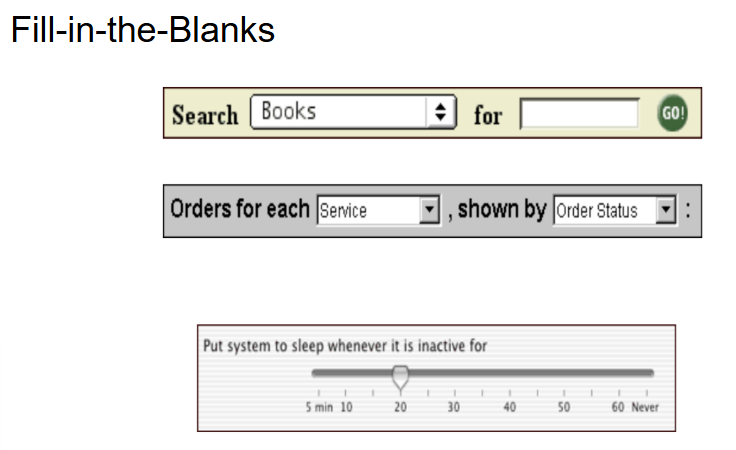 Fill-in-the-Blanks
Search Books for GO!
Orders for each Service , shown by Order Status :
Put system to sleep whenever it is inactive for
5 min 10 20 30 40 50 60 Never